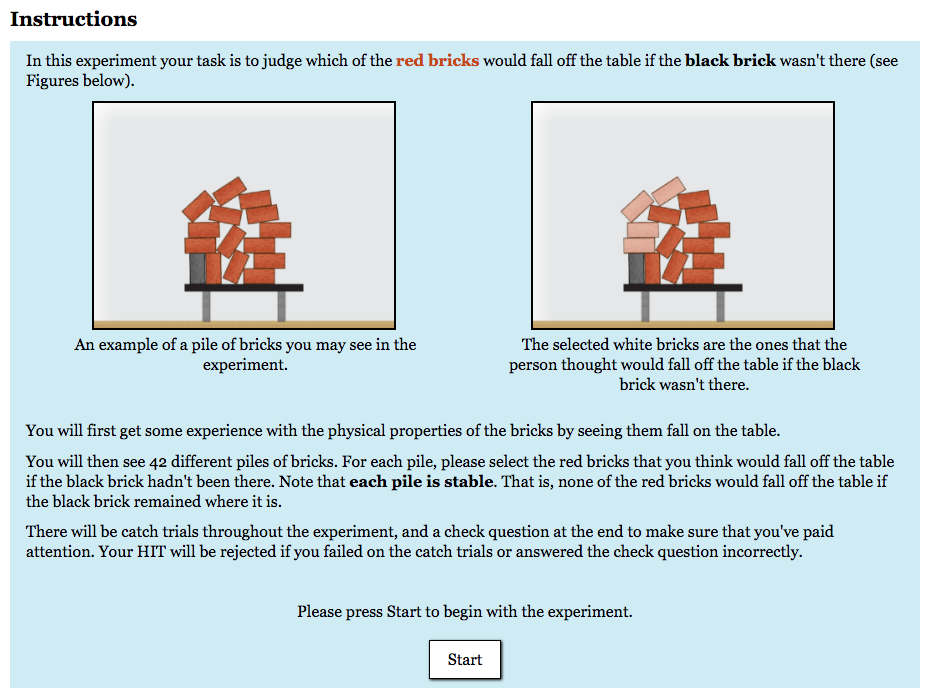 Instructions
In this experiment your task is to judge which of the red bricks would fall off the table if the black brick wasn't there (see
Figures below).
An example of a pile of bricks you may see in the
experiment.
The selected white bricks are the ones that the
person thought would fall off the table if the black
brick wasn't there.
You will first get some experience with the physical properties of the bricks by seeing them fall on the table.
You will then see 42 different piles of bricks. For each pile, please select the red bricks that you think would fall off the table
if the black brick hadn't been there. Note that each pile is stable. That is, none of the red bricks would fall off the table if
the black brick remained where it is.
There will be catch trials throughout the experiment, and a check question at the end to make sure that you've paid
attention. Your HIT will be rejected if you failed on the catch trials or answered the check question incorrectly.
Please press Start to begin with the experiment.
Start